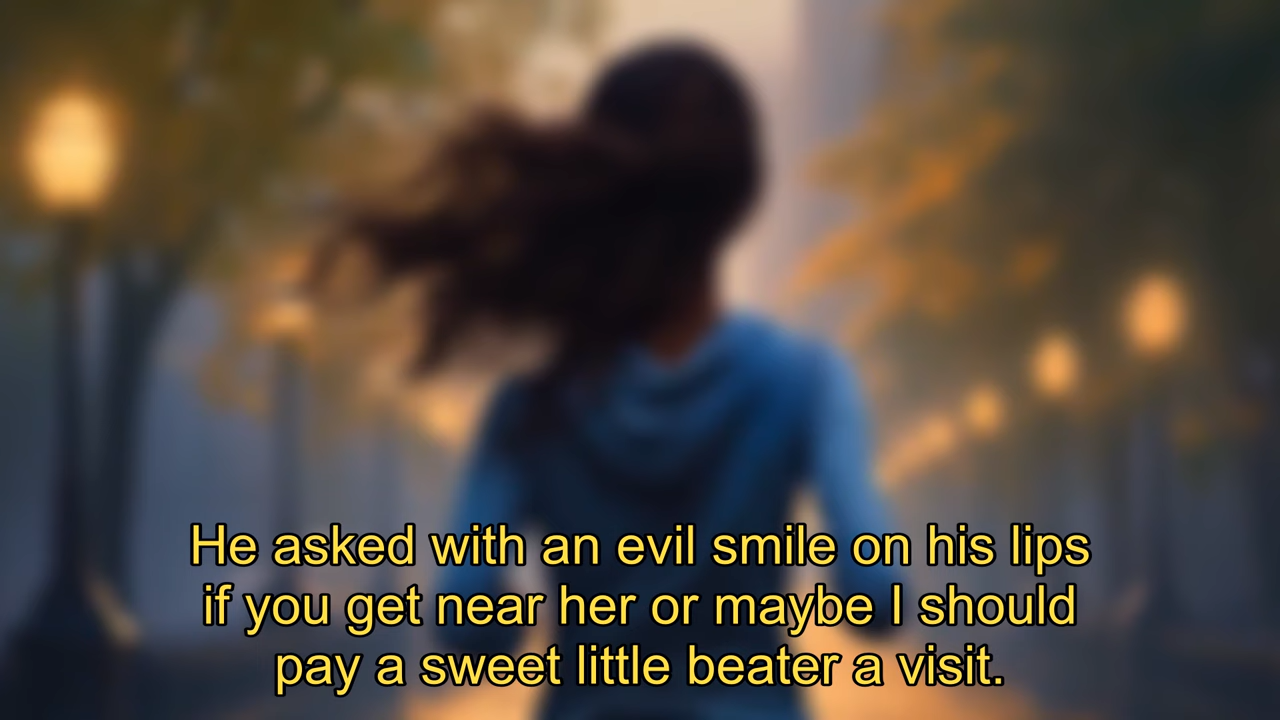 He asked with an evil smile on his lips
if you get near her or maybe I should
pay a sweet little beater a visit.